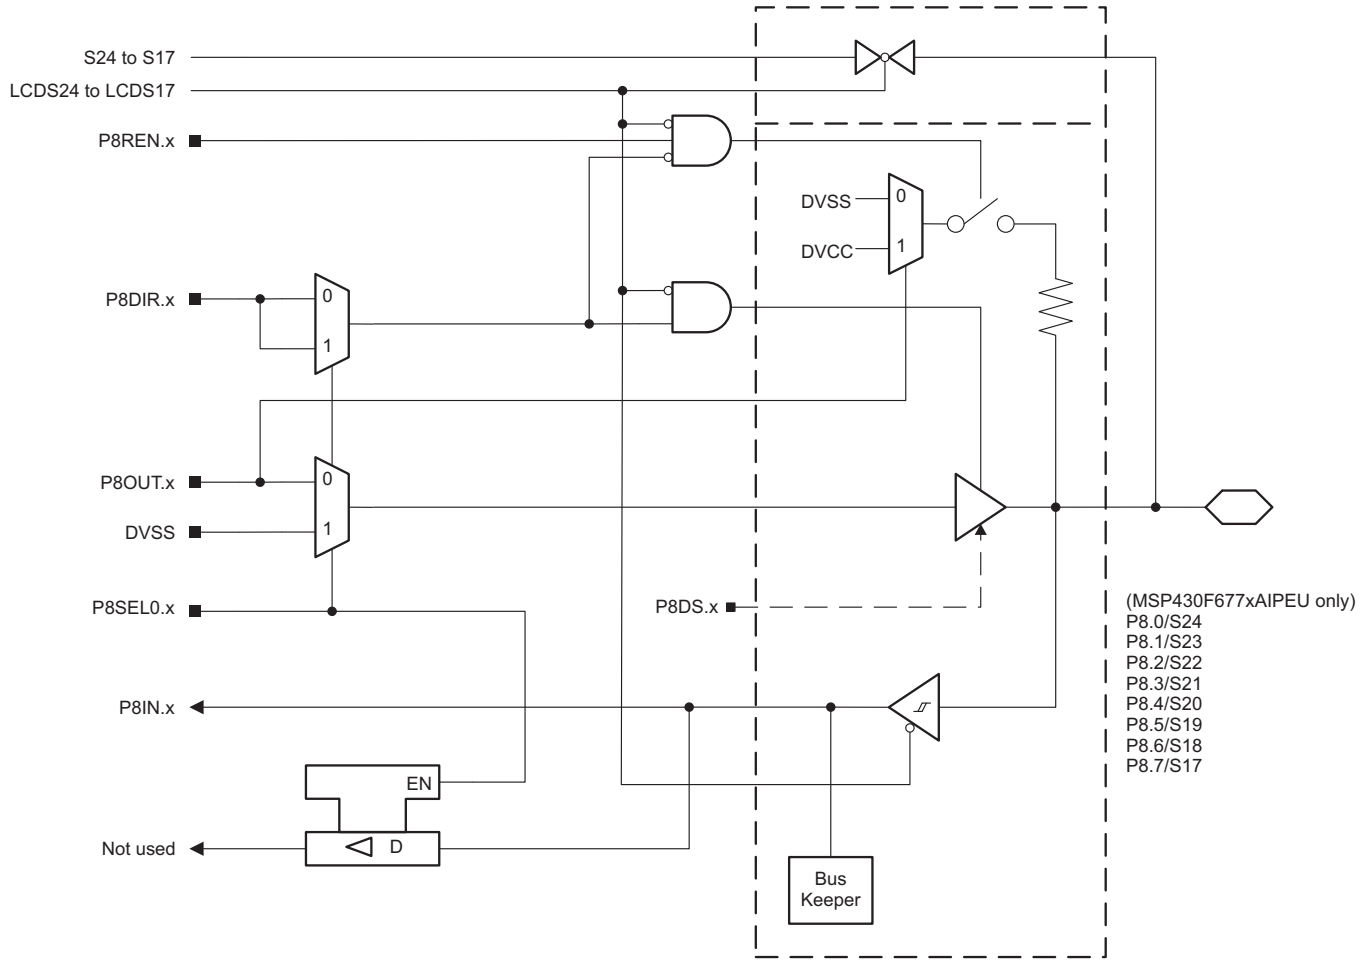 S24 to S17
LCDS24 to LCDS17
P8REN.x
DVSS
0
DVCC
1
P8DIR.x
0
1
P8OUT.x
0
DVSS
1
P8SEL0.x
P8DS.x
(MSP430F677xAIPEU only)
P8.0/S24
P8.1/S23
P8.2/S22
P8.3/S21
P8.4/S20
P8.5/S19
P8.6/S18
P8.7/S17
P8IN.x
EN
Not used
D
Bus
Keeper